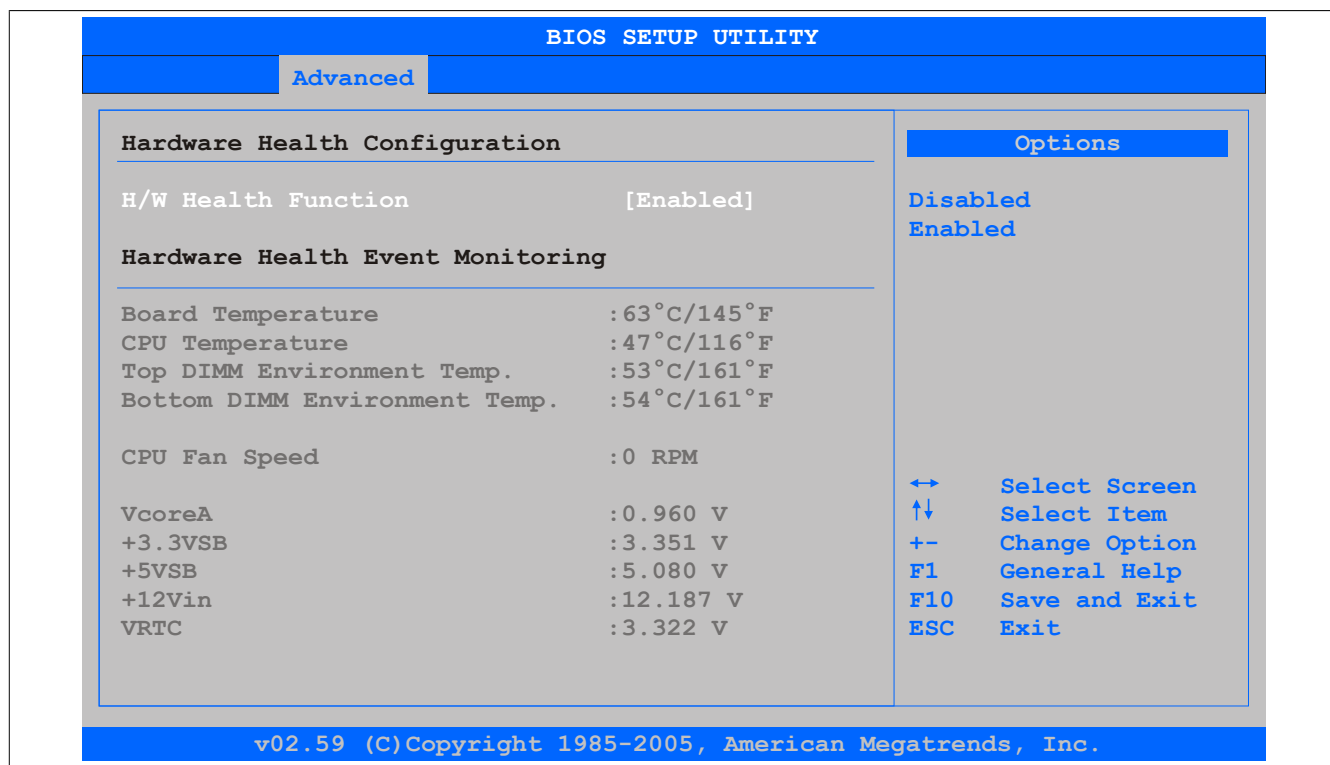 BIOS SETUP UTILITY
Advanced
Hardware Health Configuration
H/W Health Function [Enabled]
Hardware Health Event Monitoring
Board Temperature :63°C/145°F
CPU Temperature :47°C/116°F
Top DIMM Environment Temp. :53°C/161°F
Bottom DIMM Environment Temp. :54°C/161°F
CPU Fan Speed :0 RPM
VcoreA :0.960 V
+3.3VSB :3.351 V
+5VSB :5.080 V
+12Vin :12.187 V
VRTC :3.322 V
Options
Disabled
Enabled
↔ Select Screen
↑↓ Select Item
+- Change Option
F1 General Help
F10 Save and Exit
ESC Exit
v02.59 (C)Copyright 1985-2005, American Megatrends, Inc.